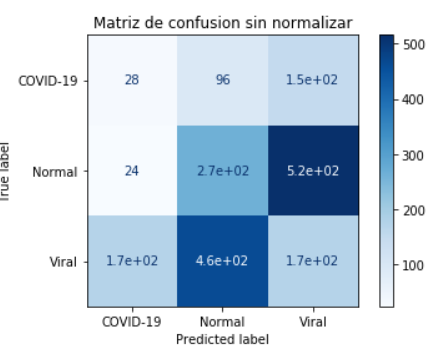 Matriz de confusion sin normalizar
True label
COVID-19 28 96 1.5e+02
Normal 24 2.7e+02 5.2e+02
Viral 1.7e+02 4.6e+02 1.7e+02
COVID-19 Normal Viral
Predicted label
500
400
300
200
100